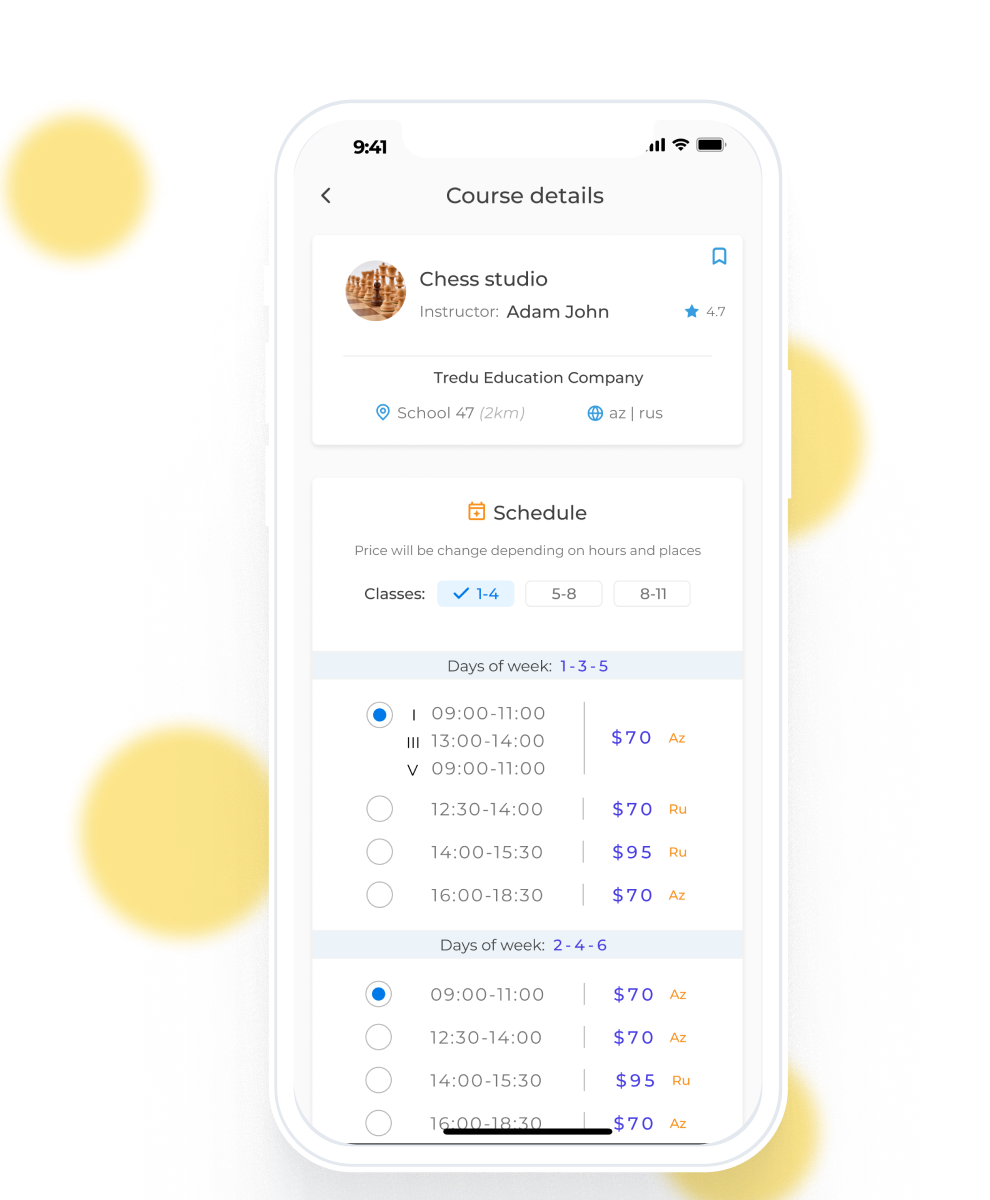 9:41
Course details
Chess studio
Instructor: Adam John 4.7
Tredu Education Company
School 47 (2km) az | rus
Schedule
Price will be change depending on hours and places
Classes: 1-4 5-8 8-11
Days of week: 1-3-5
I 09:00-11:00
III 13:00-14:00 $70 Az
V 09:00-11:00
12:30-14:00 $70 Ru
14:00-15:30 $95 Ru
16:00-18:30 $70 Az
Days of week: 2-4-6
09:00-11:00 $70 Az
12:30-14:00 $70 Az
14:00-15:30 $95 Ru
16:00-18:30 $70 Az